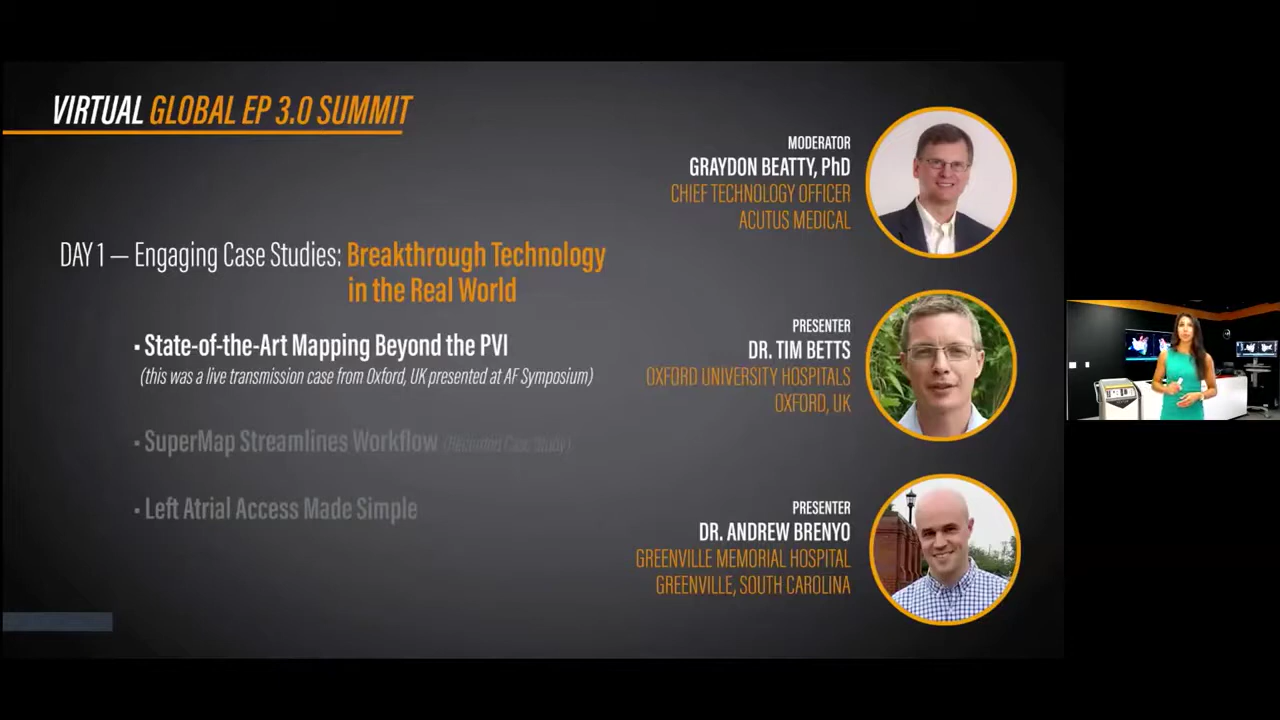 VIRTUAL GLOBAL EP 3.0 SUMMIT
DAY 1 — Engaging Case Studies: Breakthrough Technology
in the Real World
▪ State-of-the-Art Mapping Beyond the PVI
(this was a live transmission case from Oxford, UK presented at AF Symposium)
▪ SuperMap Streamlines Workflow (Recorded Case Study)
▪ Left Atrial Access Made Simple
MODERATOR
GRAYDON BEATTY, PhD
CHIEF TECHNOLOGY OFFICER
ACUTUS MEDICAL
PRESENTER
DR. TIM BETTS
OXFORD UNIVERSITY HOSPITALS
OXFORD, UK
PRESENTER
DR. ANDREW BRENYO
GREENVILLE MEMORIAL HOSPITAL
GREENVILLE, SOUTH CAROLINA